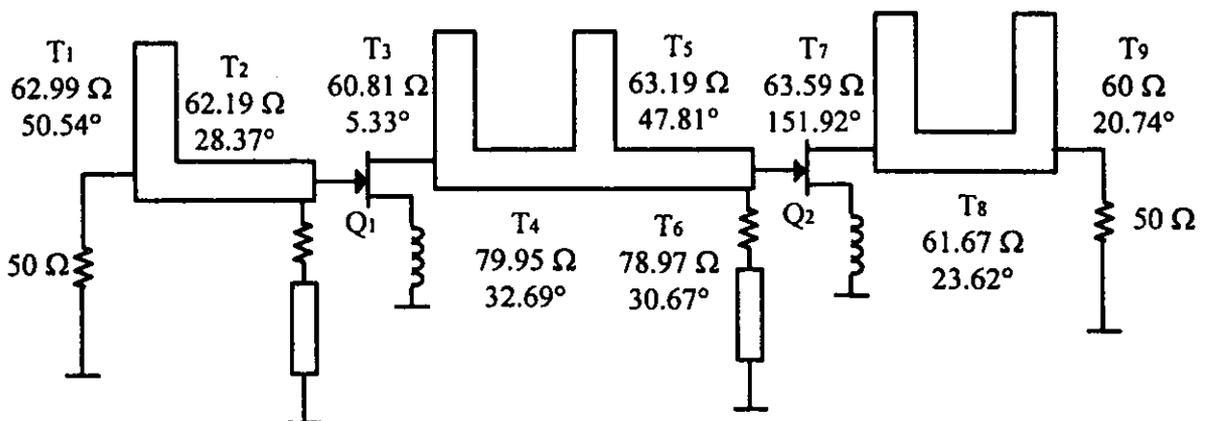 T1
62.99 Ω
50.54°
T2
62.19 Ω
28.37°
T3
60.81 Ω
5.33°
T5
63.19 Ω
47.81°
T7
63.59 Ω
151.92°
T9
60 Ω
20.74°
50 Ω
Q1
T4
79.95 Ω
32.69°
T6
78.97 Ω
30.67°
Q2
T8
61.67 Ω
23.62°
50 Ω